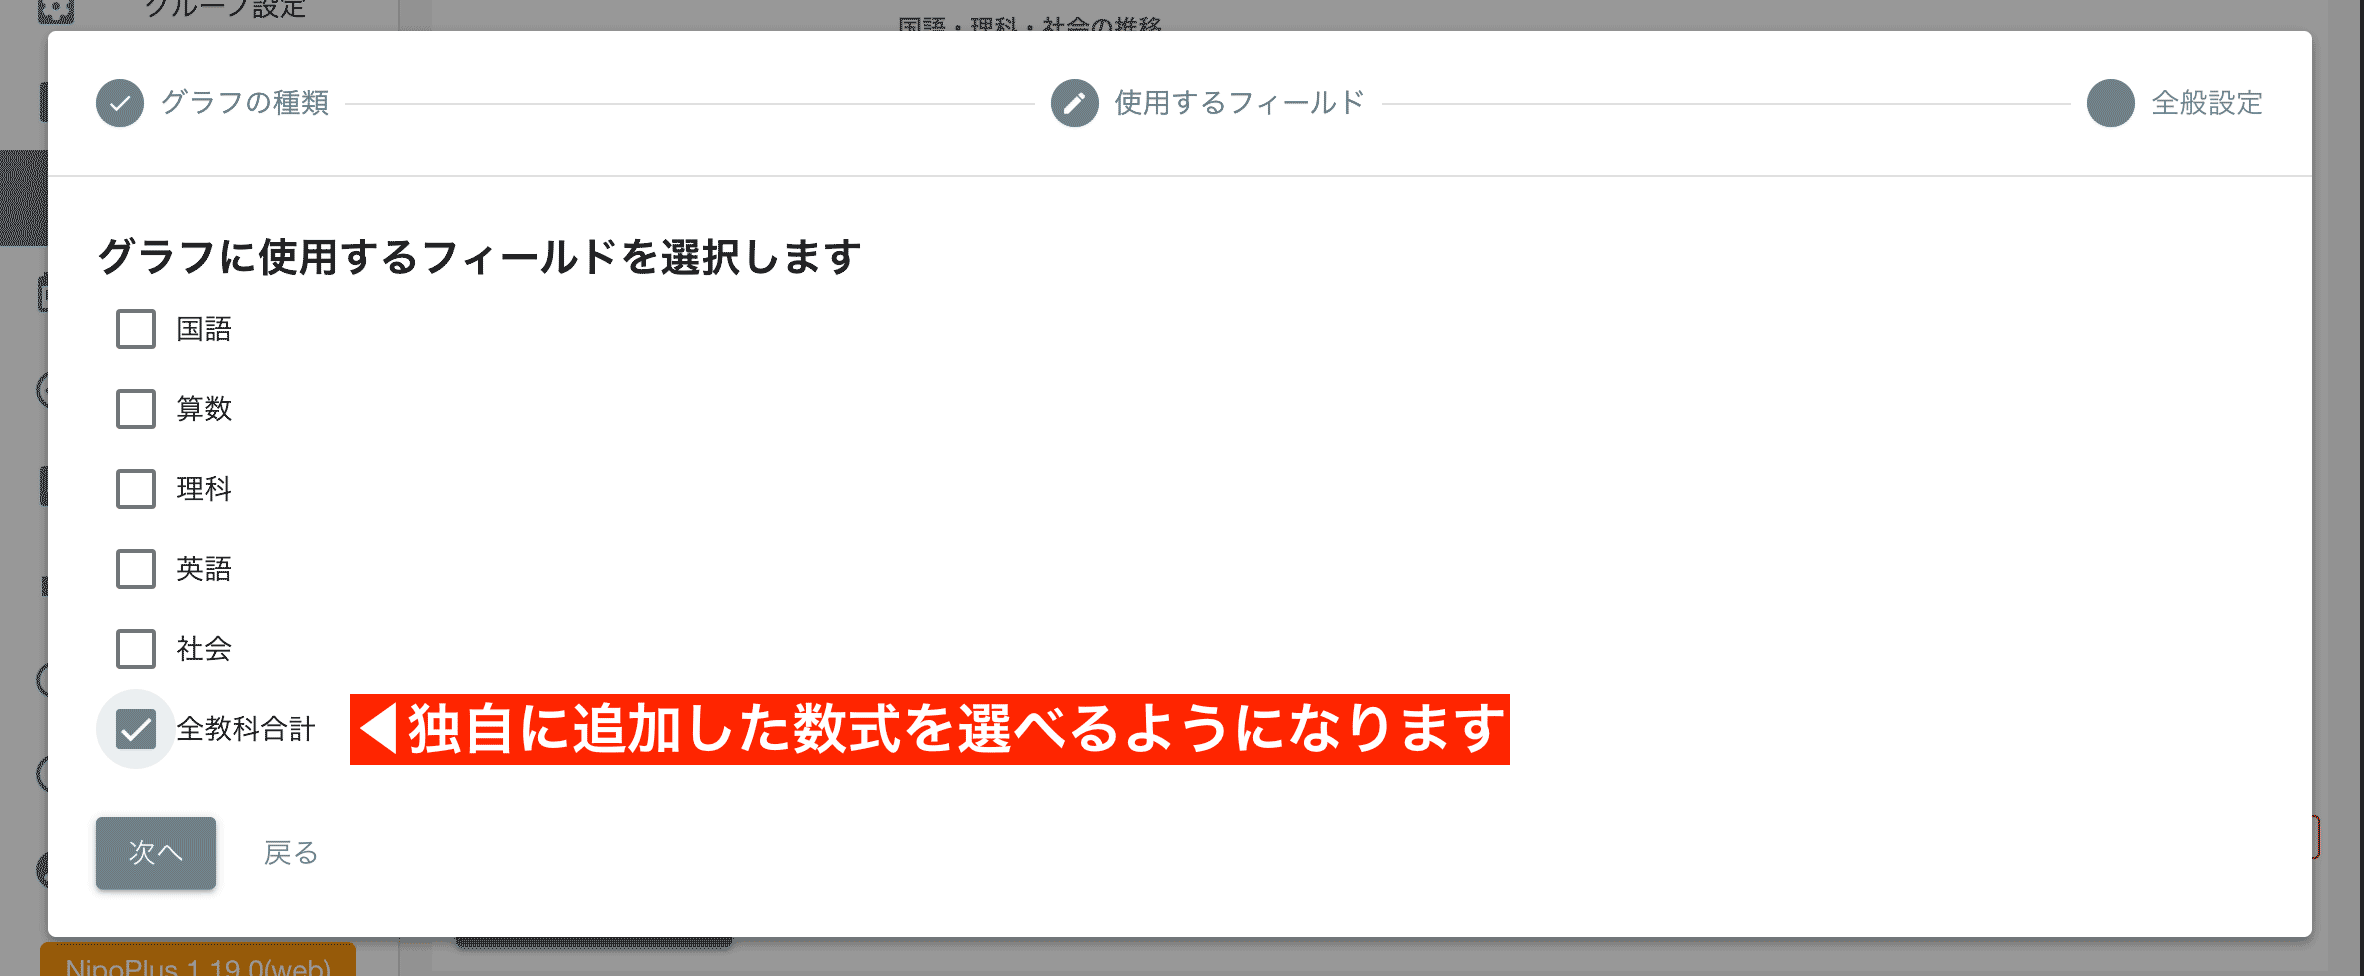 グループ設定
国語・理科・社会の推移
グラフの種類
使用するフィールド
全般設定
グラフに使用するフィールドを選択します
国語
算数
理科
英語
社会
全教科合計
◀独自に追加した数式を選べるようになります
次へ
戻る
NipoPlus 1.19.0(web)